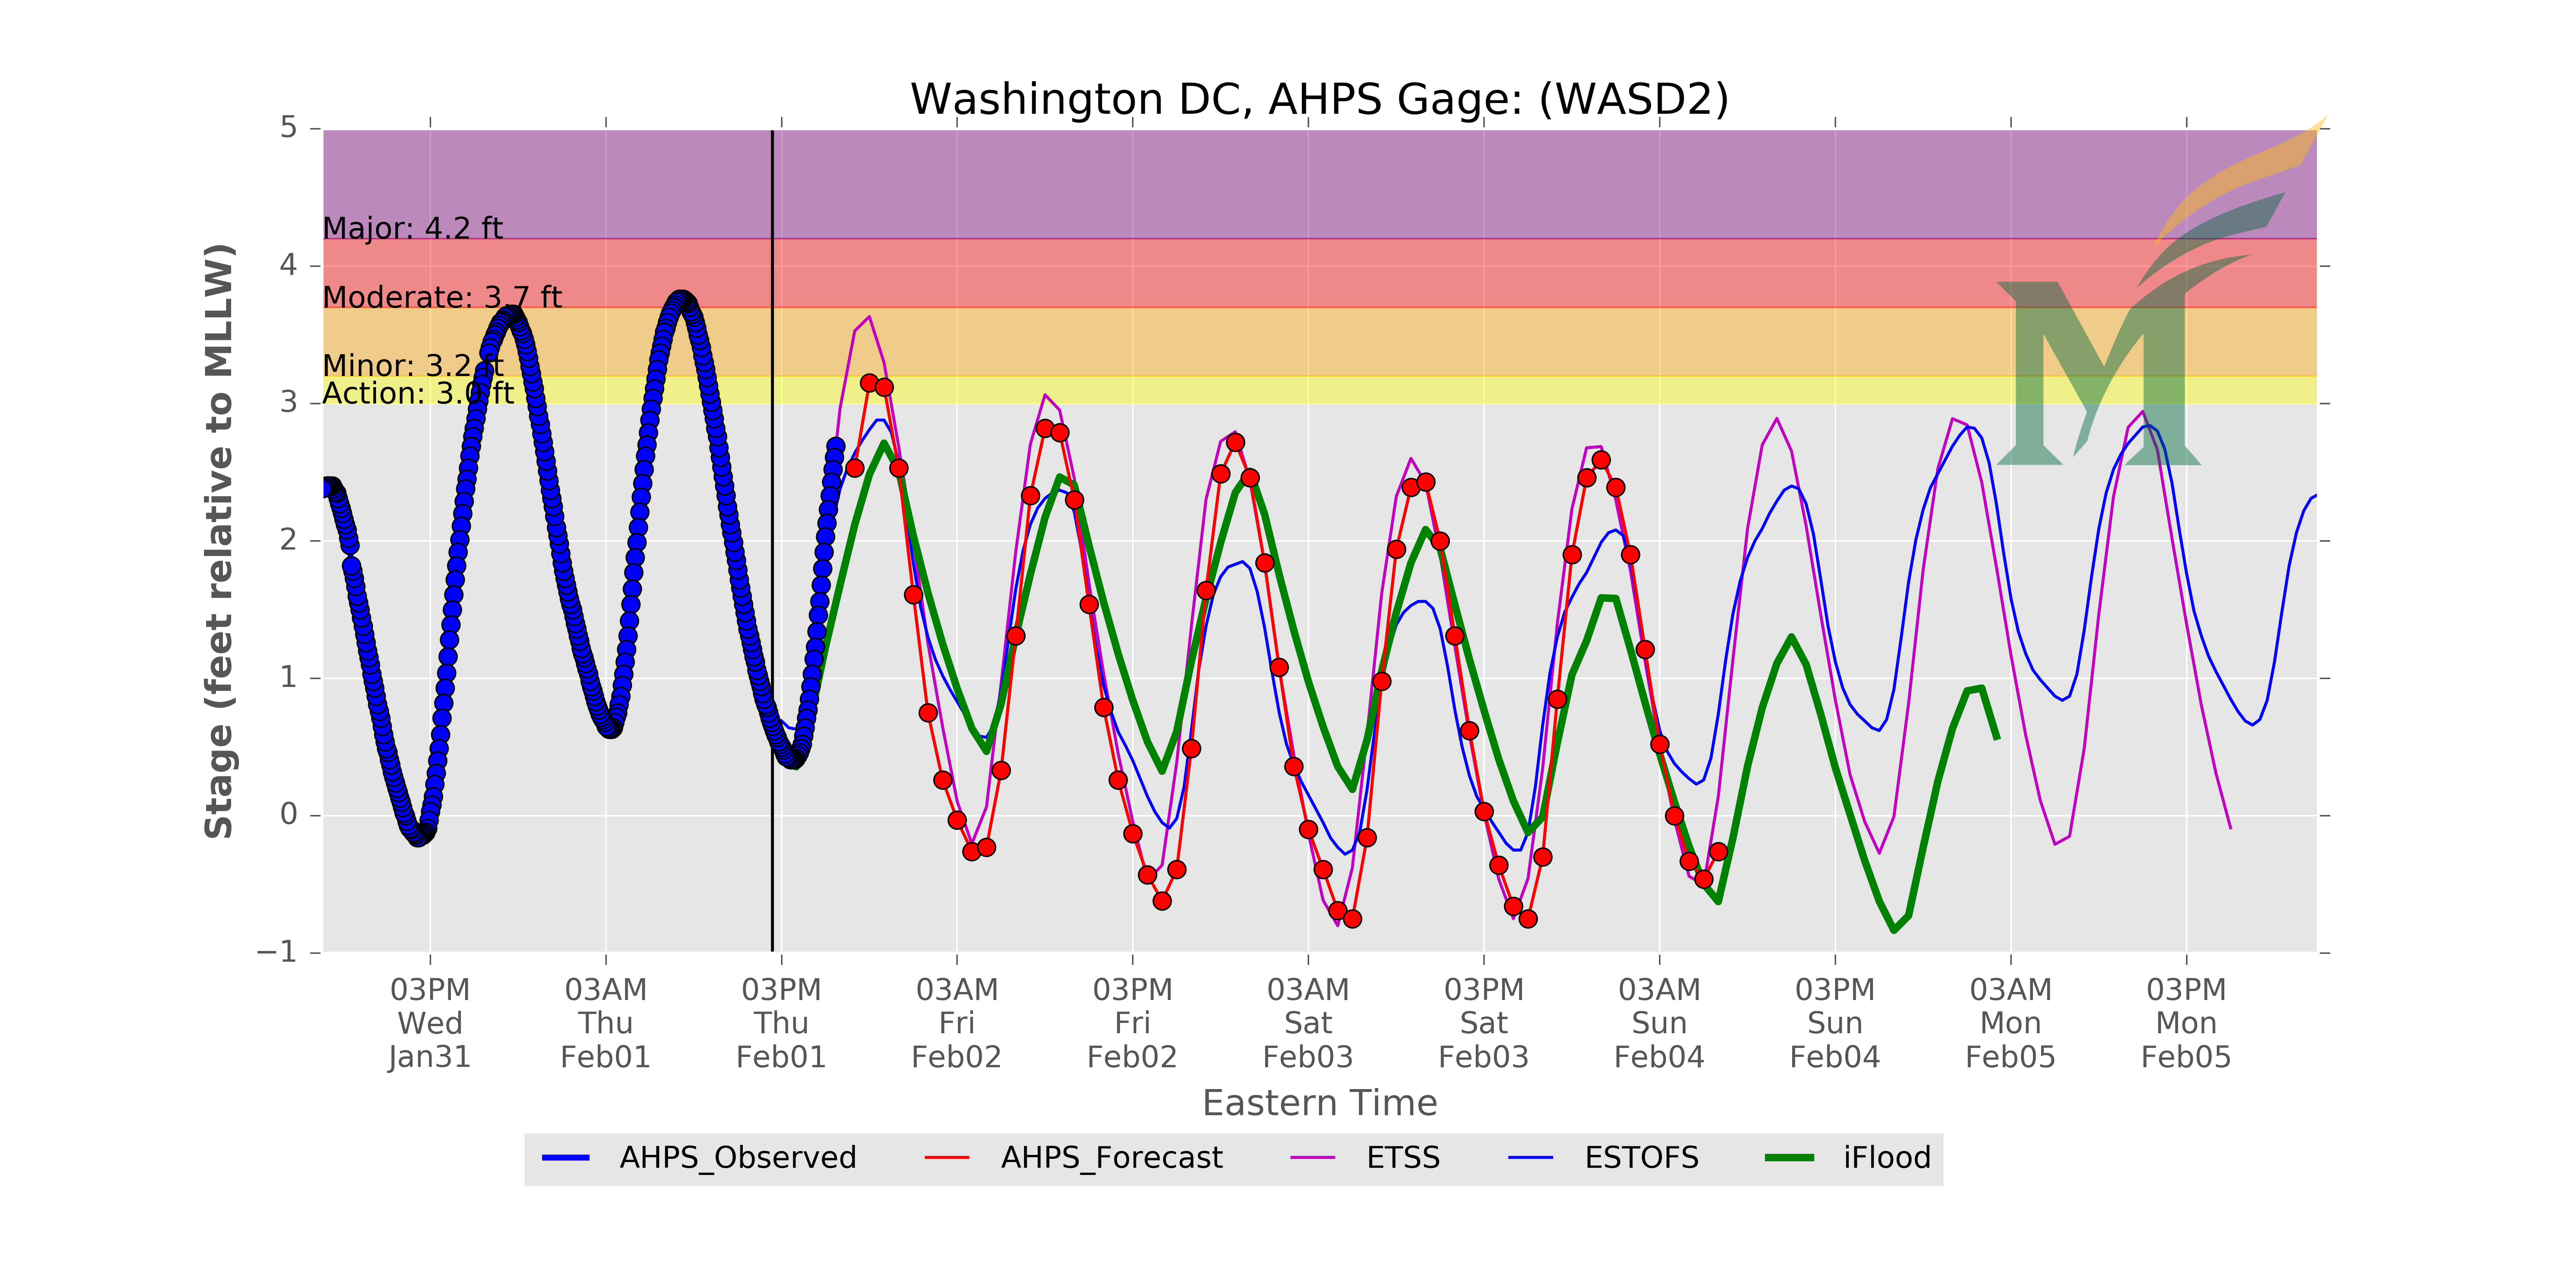 Washington DC, AHPS Gage: (WASD2)
5
4
3
2
1
0
−1
Stage (feet relative to MLLW)
Major: 4.2 ft
Moderate: 3.7 ft
Minor: 3.2 ft
Action: 3.0 ft
03PM 03AM 03PM 03AM 03PM 03AM 03PM 03AM 03PM 03AM 03PM
Wed Thu Thu Fri Fri Sat Sat Sun Sun Mon Mon
Jan31 Feb01 Feb01 Feb02 Feb02 Feb03 Feb03 Feb04 Feb04 Feb05 Feb05
Eastern Time
AHPS_Observed AHPS_Forecast ETSS ESTOFS iFlood
M